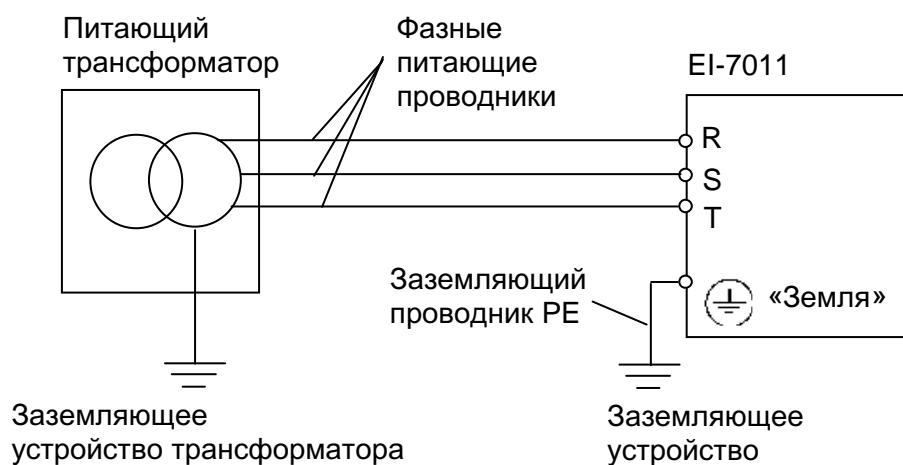 Питающий
трансформатор
Фазные
питающие
проводники
EI-7011
R
S
T
Заземляющий
проводник PE
«Земля»
Заземляющее
устройство трансформатора
Заземляющее
устройство